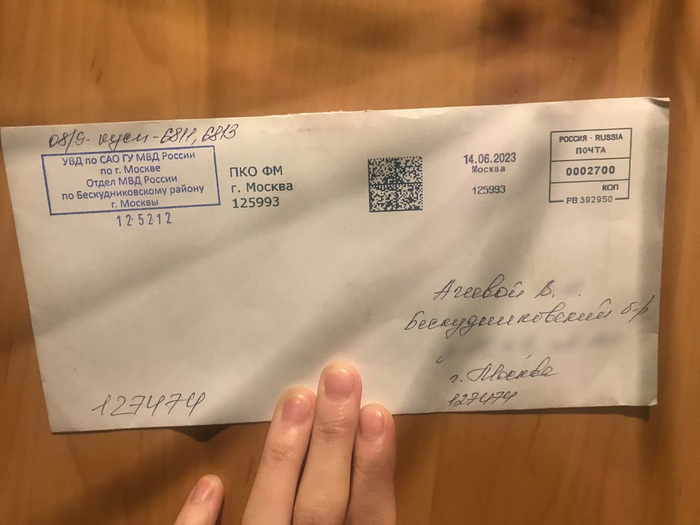 08/9- кусп-6811, 6813
УВД по САО ГУ МВД России
по г. Москве
Отдел МВД России
по Бескудниковскому району
г. Москвы
125212
ПКО ФМ
г. Москва
125993
14.06.2023
Москва
125993
РОССИЯ · RUSSIA
ПОЧТА
0002700
КОП
РВ 392950
Агеевой В.
Бескудниковский б-р
г. Москва
127474
127474